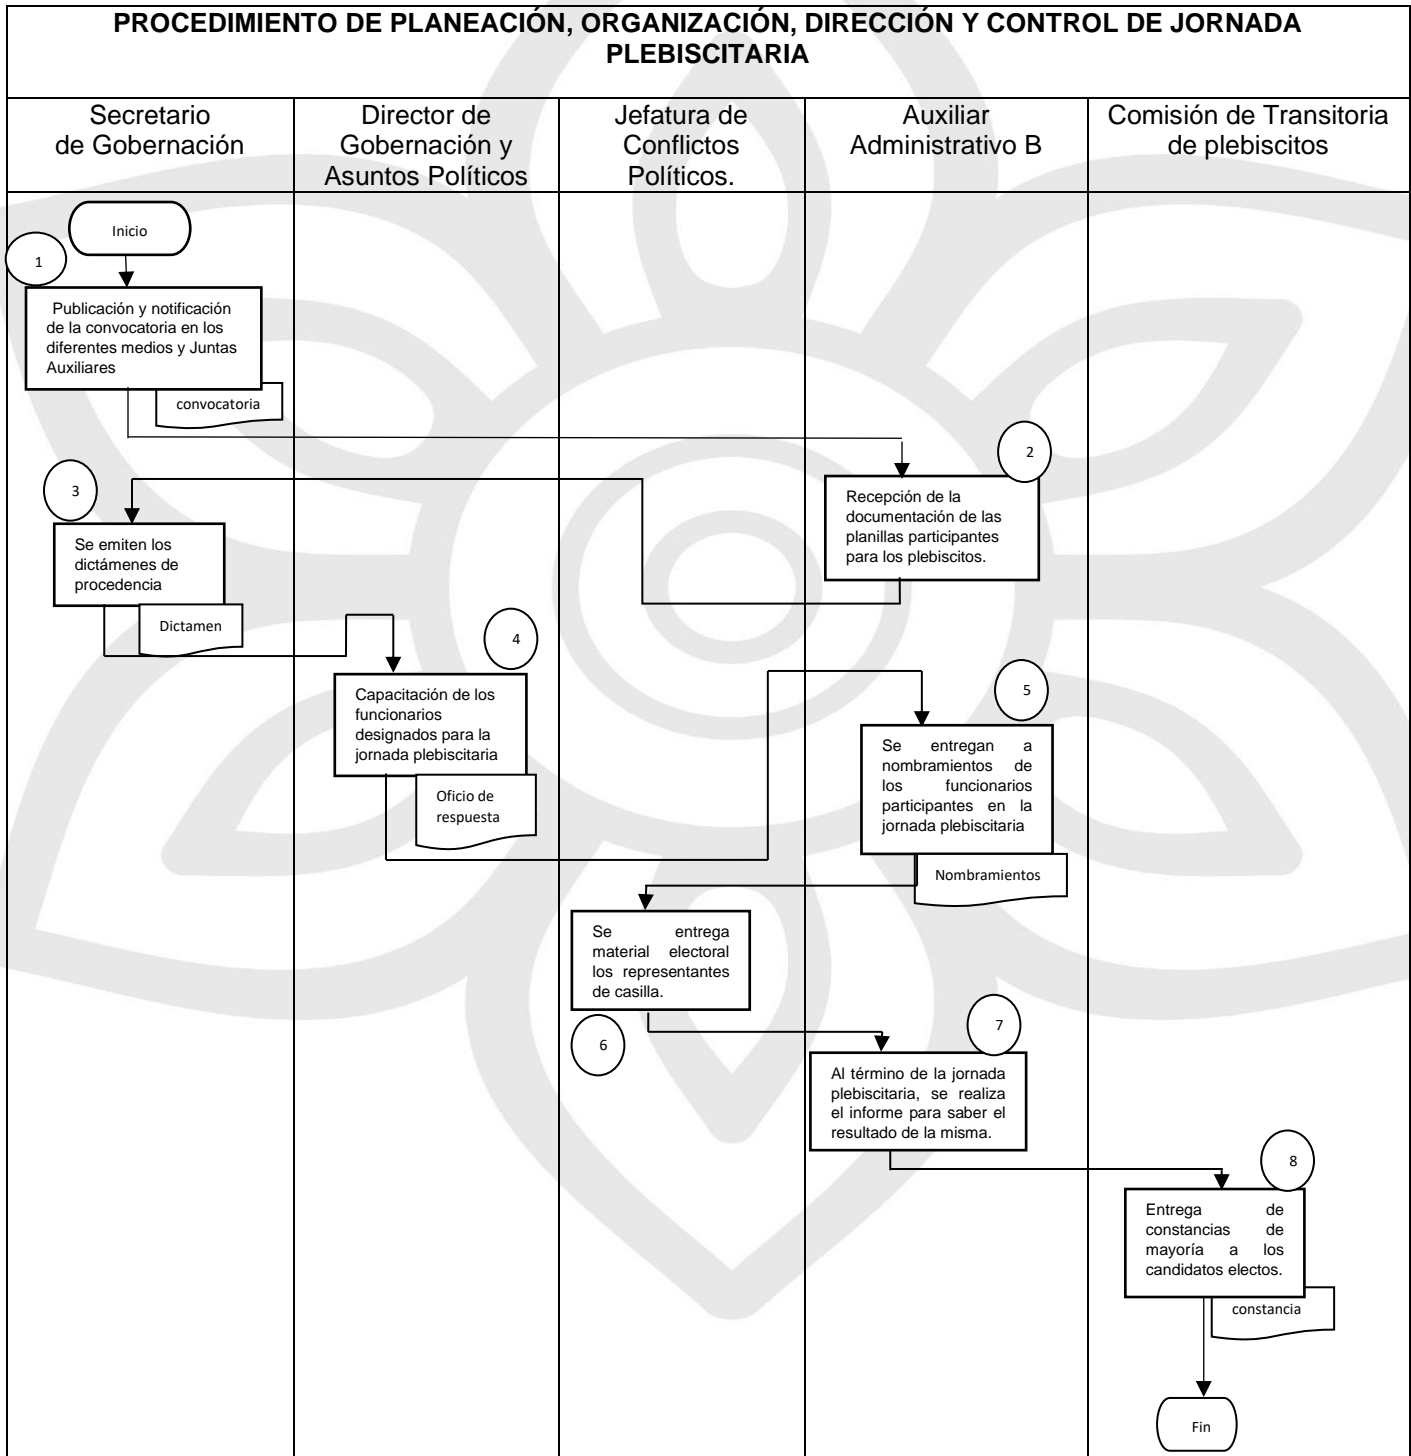 PROCEDIMIENTO DE PLANEACIÓN, ORGANIZACIÓN, DIRECCIÓN Y CONTROL DE JORNADA
PLEBISCITARIA
Secretario
de Gobernación
Director de
Gobernación y
Asuntos Políticos
Jefatura de
Conflictos
Políticos.
Auxiliar
Administrativo B
Comisión de Transitoria
de plebiscitos
Inicio
1
Publicación y notificación
de la convocatoria en los
diferentes medios y Juntas
Auxiliares
convocatoria
2
Recepción de la
documentación de las
planillas participantes
para los plebiscitos.
3
Se emiten los
dictámenes de
procedencia
Dictamen
4
Capacitación de los
funcionarios
designados para la
jornada plebiscitaria
Oficio de
respuesta
5
Se entregan a
nombramientos de
los funcionarios
participantes en la
jornada plebiscitaria
Nombramientos
Se entrega
material electoral
los representantes
de casilla.
6
7
Al término de la jornada
plebiscitaria, se realiza
el informe para saber el
resultado de la misma.
8
Entrega de
constancias de
mayoría a los
candidatos electos.
constancia
Fin